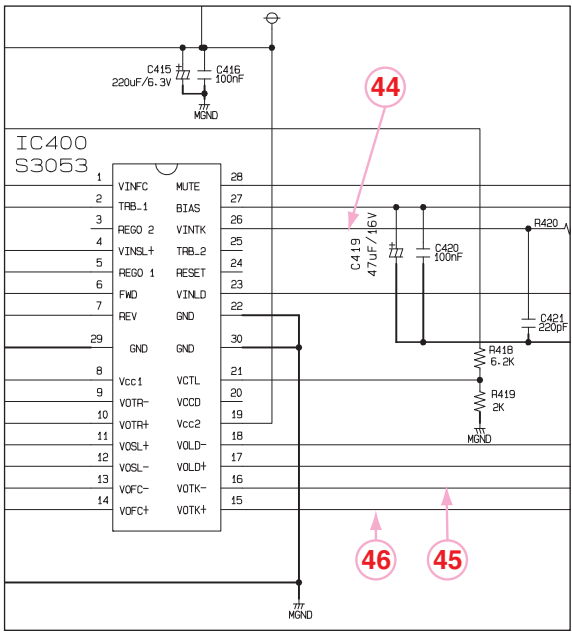 C415
220uF/6.3V
C416
100nF
MGND
44
IC400
S3053
1 VINFC MUTE 28
2 TRB_1 BIAS 27
3 REGO 2 VINTK 26
4 VINSL+ TRB_2 25
5 REGO 1 RESET 24
6 FWD VINLD 23
7 REV GND 22
29 GND GND 30
8 Vcc1 VCTL 21
9 VOTR- VCCD 20
10 VOTR+ Vcc2 19
11 VOSL+ VOLD- 18
12 VOSL- VOLD+ 17
13 VOFC- VOTK- 16
14 VOFC+ VOTK+ 15
C419
47uF/16V
C420
100nF
R420
C421
220pF
R418
6.2K
R419
2K
MGND
46
45
MGND